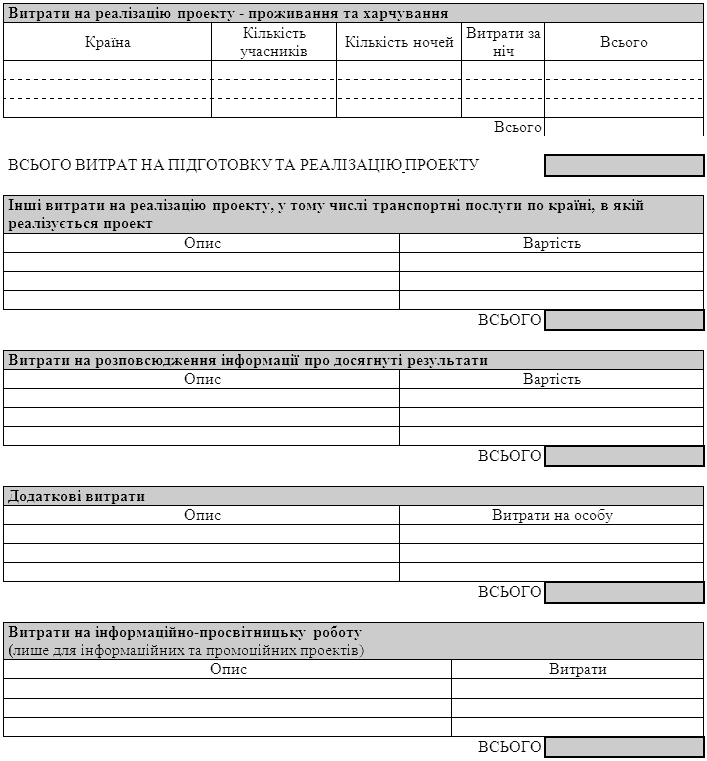 Витрати на реалізацію проекту - проживання та харчування
Країна Кількість учасників Кількість ночей Витрати за ніч Всього
Всього
ВСЬОГО ВИТРАТ НА ПІДГОТОВКУ ТА РЕАЛІЗАЦІЮ ПРОЕКТУ
Інші витрати на реалізацію проекту, у тому числі транспортні послуги по країні, в якій
реалізується проект
Опис Вартість
ВСЬОГО
Витрати на розповсюдження інформації про досягнуті результати
Опис Вартість
ВСЬОГО
Додаткові витрати
Опис Витрати на особу
ВСЬОГО
Витрати на інформаційно-просвітницьку роботу
(лише для інформаційних та промоційних проектів)
Опис Витрати
ВСЬОГО